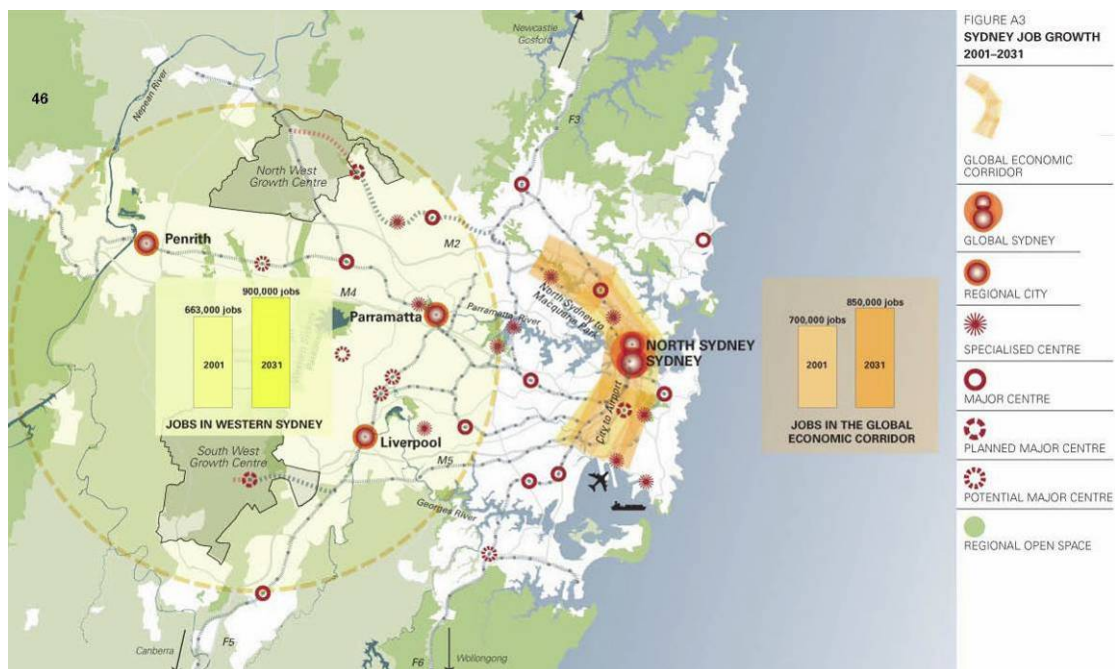 46
Nepean River
Newcastle
Gosford
F3
North West
Growth Centre
M2
Penrith
M4
Parramatta
Parramatta River
North Sydney to
Macquarie Park
NORTH SYDNEY
SYDNEY
City to Airport
663,000 jobs
900,000 jobs
2001
2031
JOBS IN WESTERN SYDNEY
700,000 jobs
850,000 jobs
2001
2031
JOBS IN THE GLOBAL
ECONOMIC CORRIDOR
Liverpool
South West
Growth Centre
M5
Georges River
F5
Canberra
F6
Wollongong
FIGURE A3
SYDNEY JOB GROWTH
2001–2031
GLOBAL ECONOMIC
CORRIDOR
GLOBAL SYDNEY
REGIONAL CITY
SPECIALISED CENTRE
MAJOR CENTRE
PLANNED MAJOR CENTRE
POTENTIAL MAJOR CENTRE
REGIONAL OPEN SPACE